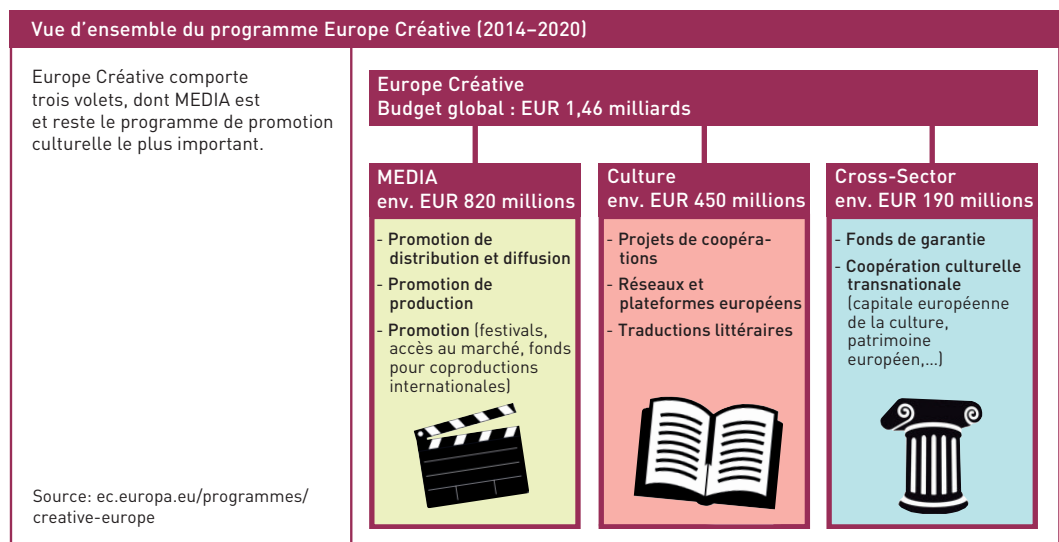 Vue d’ensemble du programme Europe Créative (2014–2020)
Europe Créative comporte
trois volets, dont MEDIA est
et reste le programme de promotion
culturelle le plus important.
Source: ec.europa.eu/programmes/
creative-europe
Europe Créative
Budget global : EUR 1,46 milliards
MEDIA
env. EUR 820 millions
- Promotion de
distribution et diffusion
- Promotion de
production
- Promotion (festivals,
accès au marché, fonds
pour coproductions
internationales)
Culture
env. EUR 450 millions
- Projets de coopéra-
tions
- Réseaux et
plateformes européens
- Traductions littéraires
Cross-Sector
env. EUR 190 millions
- Fonds de garantie
- Coopération culturelle
transnationale
(capitale européenne
de la culture,
patrimoine
européen,...)